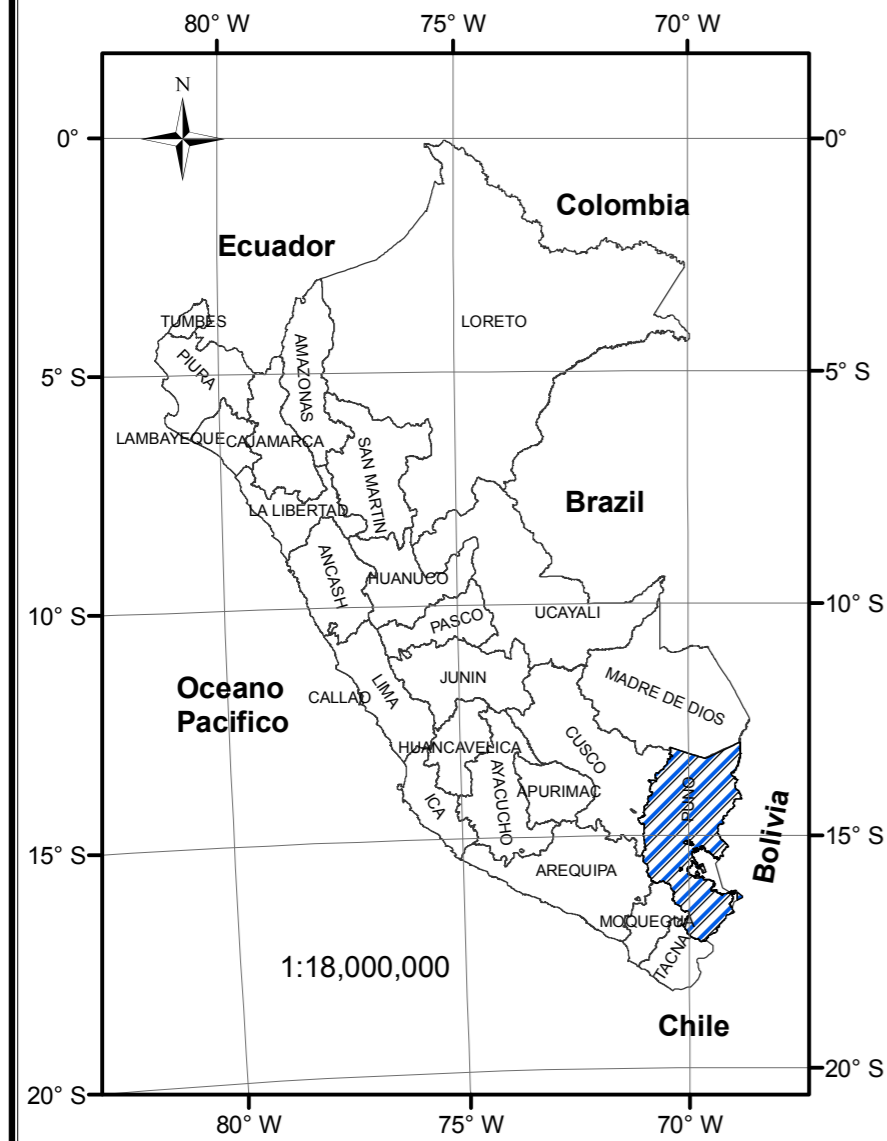 80° W 75° W 70° W
N
0° 0°
Colombia
Ecuador
TUMBES LORETO
PIURA AMAZONAS
5° S 5° S
LAMBAYEQUE CAJAMARCA SAN MARTIN
Brazil
LA LIBERTAD
ANCASH HUANUCO
10° S PASCO UCAYALI 10° S
JUNIN MADRE DE DIOS
Oceano
Pacifico
CALLAO LIMA
HUANCAVELICA CUSCO
ICA AYACUCHO APURIMAC PUNO
Bolivia
15° S 15° S
AREQUIPA
MOQUEGUA
TACNA
1:18,000,000
Chile
20° S 20° S
80° W 75° W 70° W